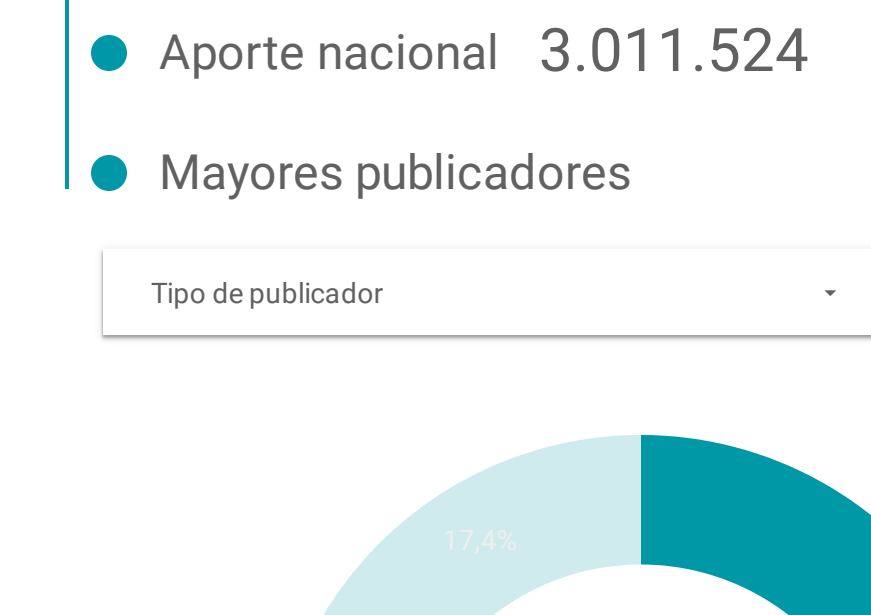 Aporte nacional 3.011.524
Mayores publicadores
Tipo de publicador
17,4%